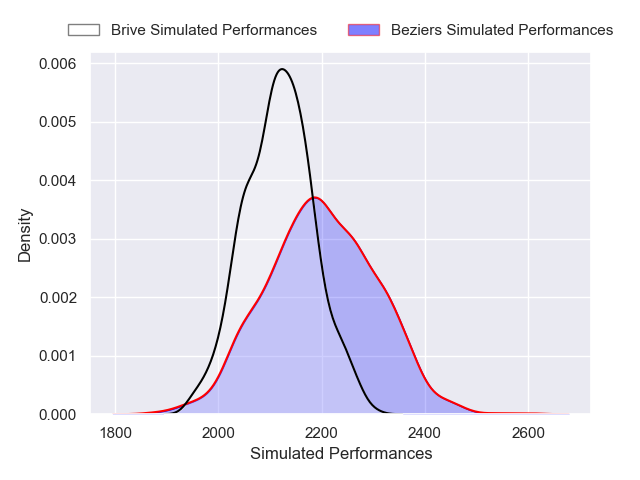 Brive Simulated Performances
Beziers Simulated Performances
0.006
0.005
0.004
0.003
0.002
0.001
0.000
Density
1800 2000 2200 2400 2600
Simulated Performances